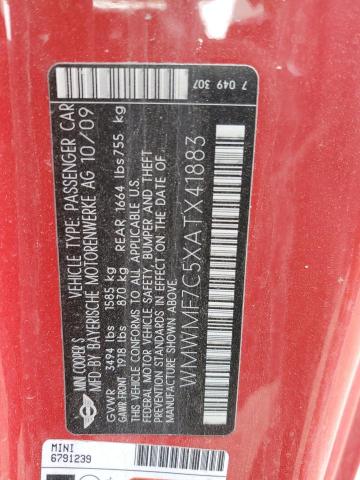 MINI COOPER S
VEHICLE TYPE: PASSENGER CAR
MFG BY BAYERISCHE MOTORENWERKE AG 10/09
GVWR 3494 lbs 1585 kg
GAWR FRONT 1918 lbs 870 kg REAR 1664 lbs 755 kg
THIS VEHICLE CONFORMS TO ALL APPLICABLE U.S.
FEDERAL MOTOR VEHICLE SAFETY, BUMPER AND THEFT
PREVENTION STANDARDS IN EFFECT ON THE
DATE OF MANUFACTURE SHOWN ABOVE.
WMWMF7C5XATX41883
7 049 307
MINI
6791239